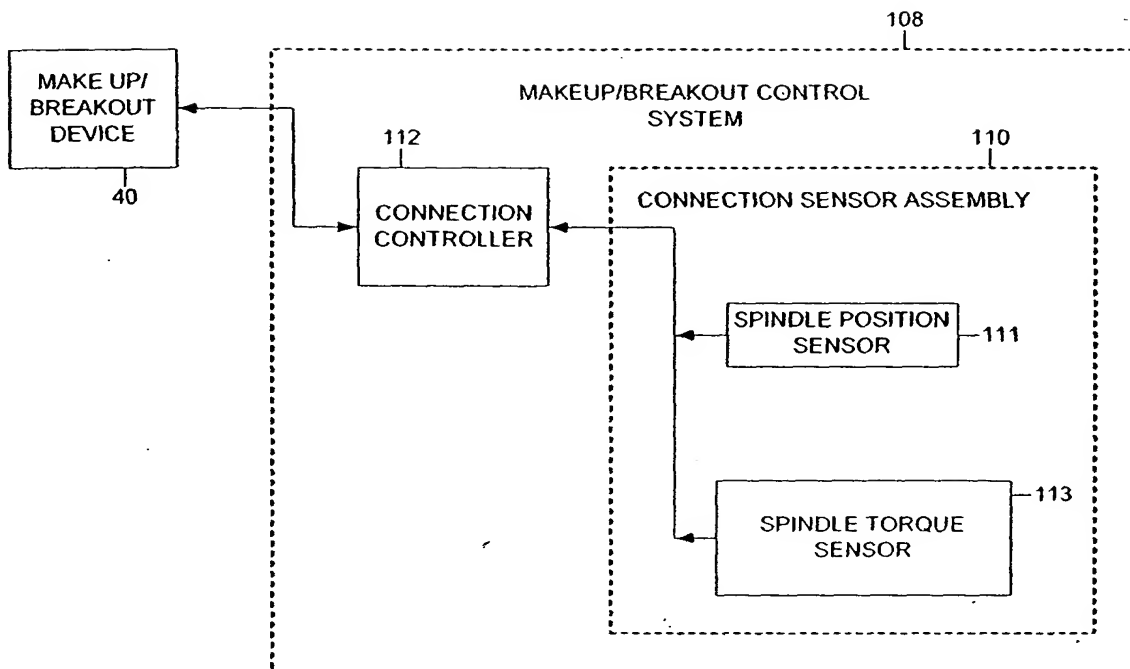 108
MAKE UP/
BREAKOUT
DEVICE
40
MAKEUP/BREAKOUT CONTROL
SYSTEM
112
CONNECTION
CONTROLLER
110
CONNECTION SENSOR ASSEMBLY
SPINDLE POSITION
SENSOR
111
SPINDLE TORQUE
SENSOR
113